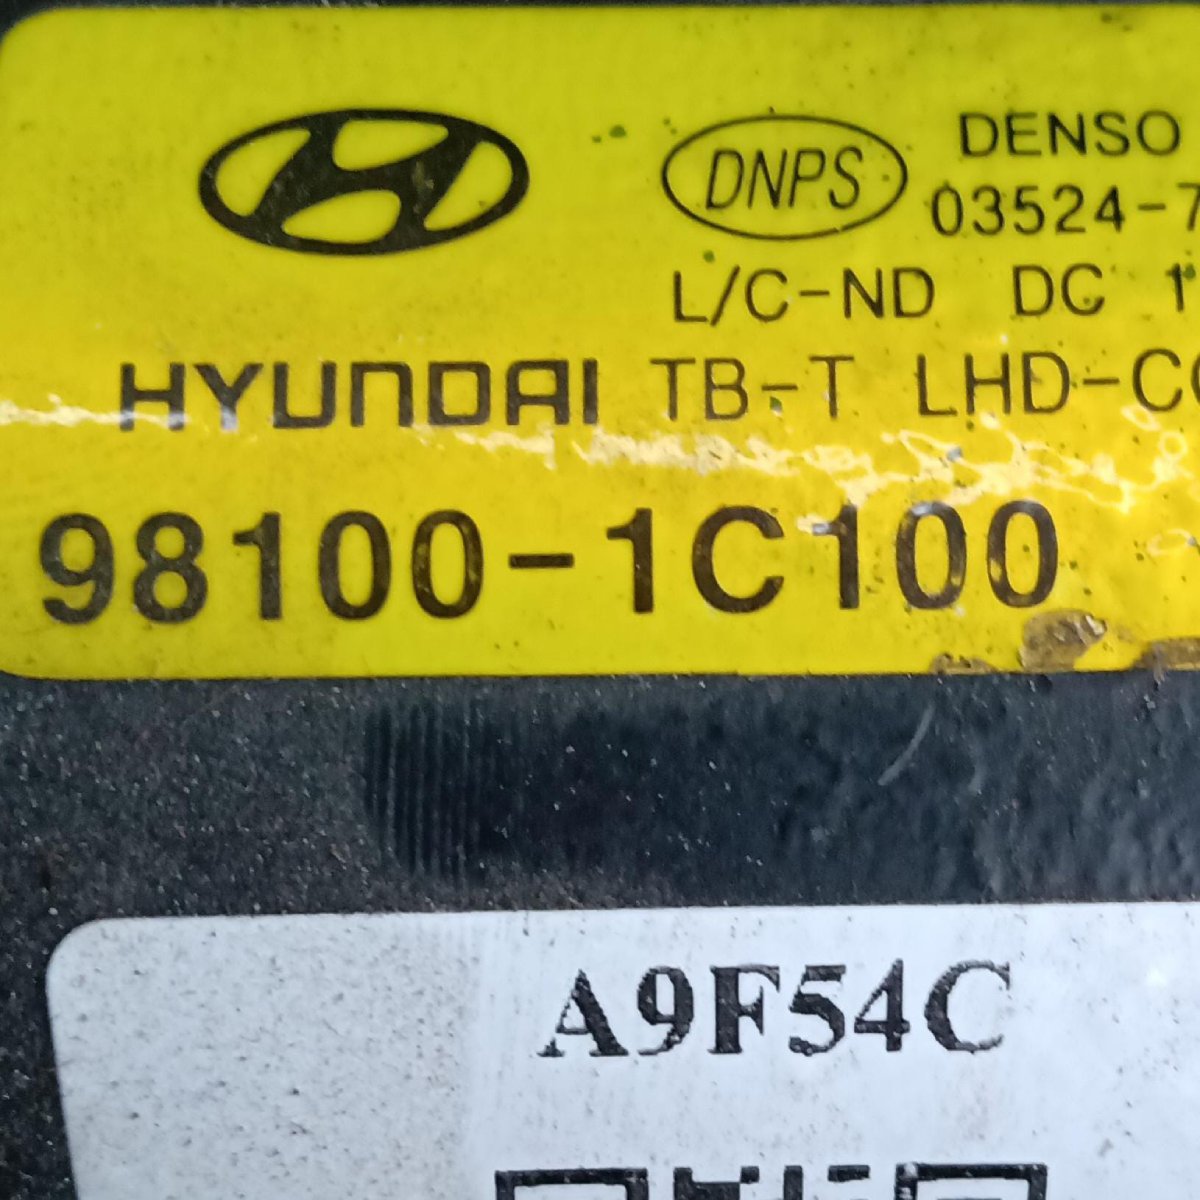 DNPS DENSO
03524-7
L/C-ND DC 1
HYUNDAI TB-T LHD-C
98100-1C100
A9F54C